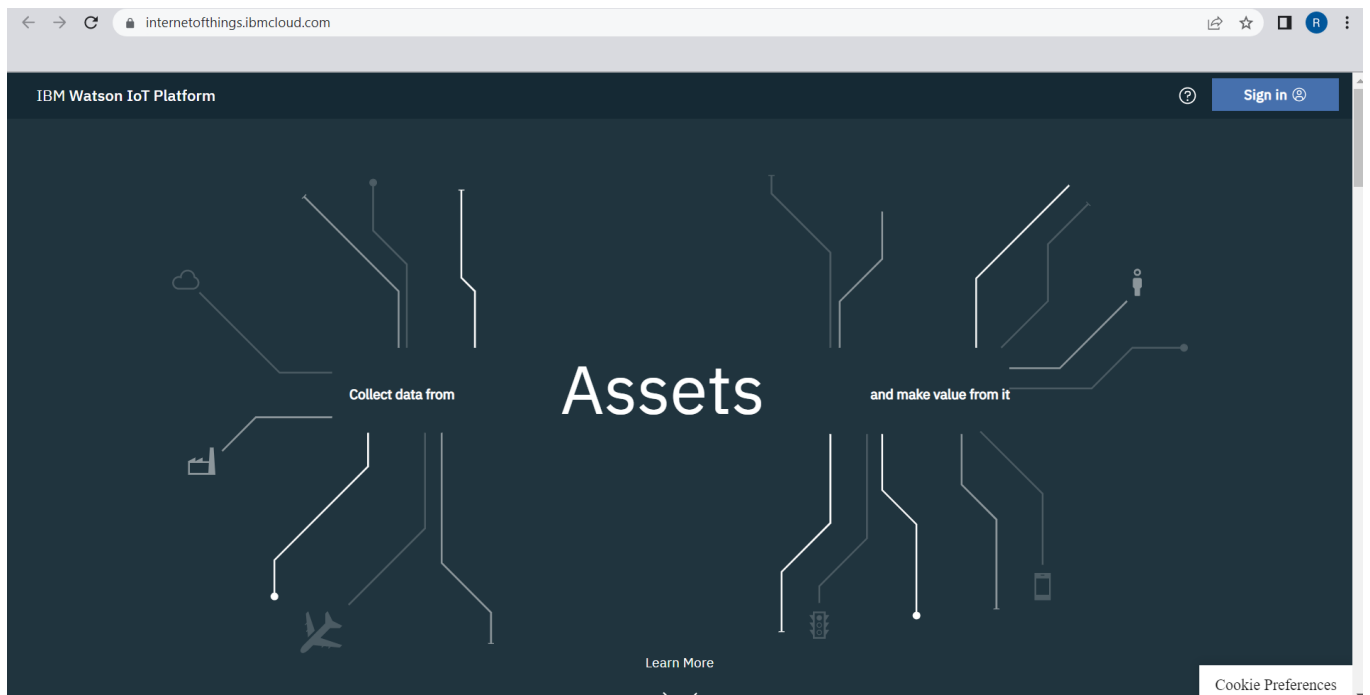 internetofthings.ibmcloud.com
R
IBM Watson IoT Platform
Sign in
Collect data from
Assets
and make value from it
Learn More
Cookie Preferences